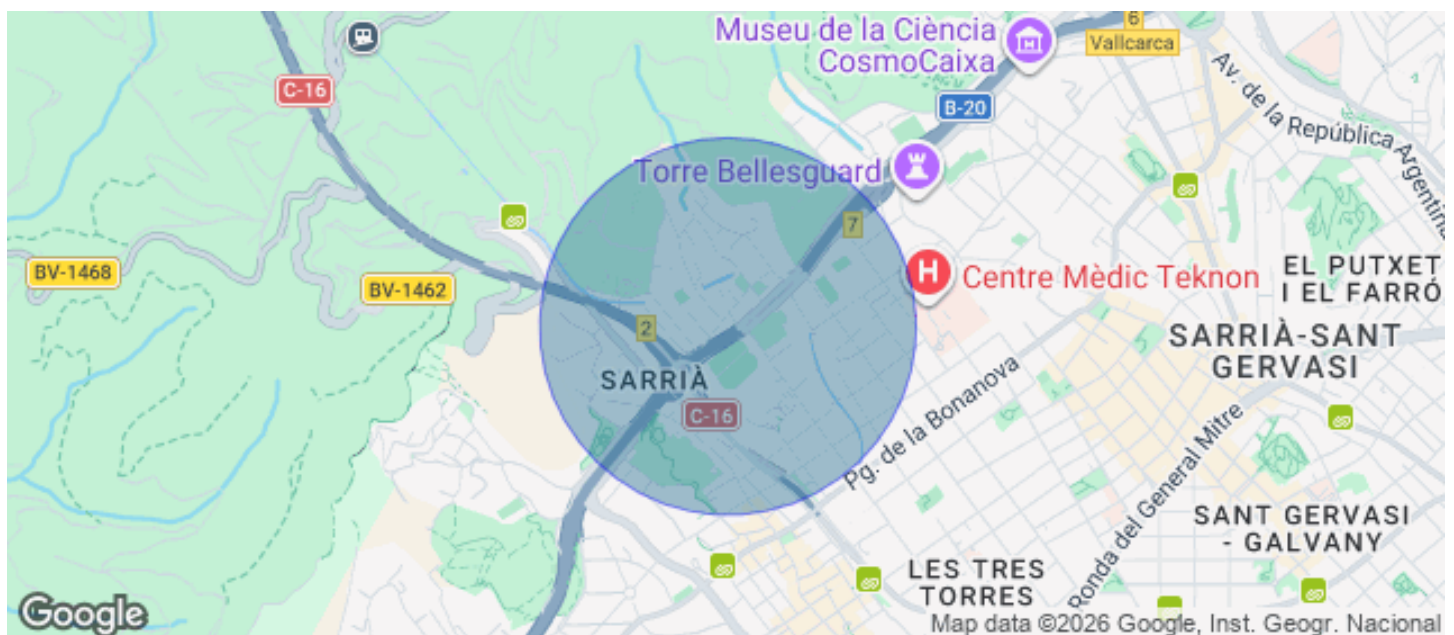 Museu de la Ciència
CosmoCaixa
6
Vallcarca
C-16
B-20
Av. de la República Argentina
Torre Bellesguard
7
BV-1468
BV-1462
Centre Mèdic Teknon
EL PUTXET
I EL FARRÓ
2
SARRIÀ
SARRIÀ-SANT
GERVASI
C-16
Pg. de la Bonanova
Ronda del General Mitre
SANT GERVASI
- GALVANY
LES TRES
TORRES
Google
Map data ©2026 Google, Inst. Geogr. Nacional